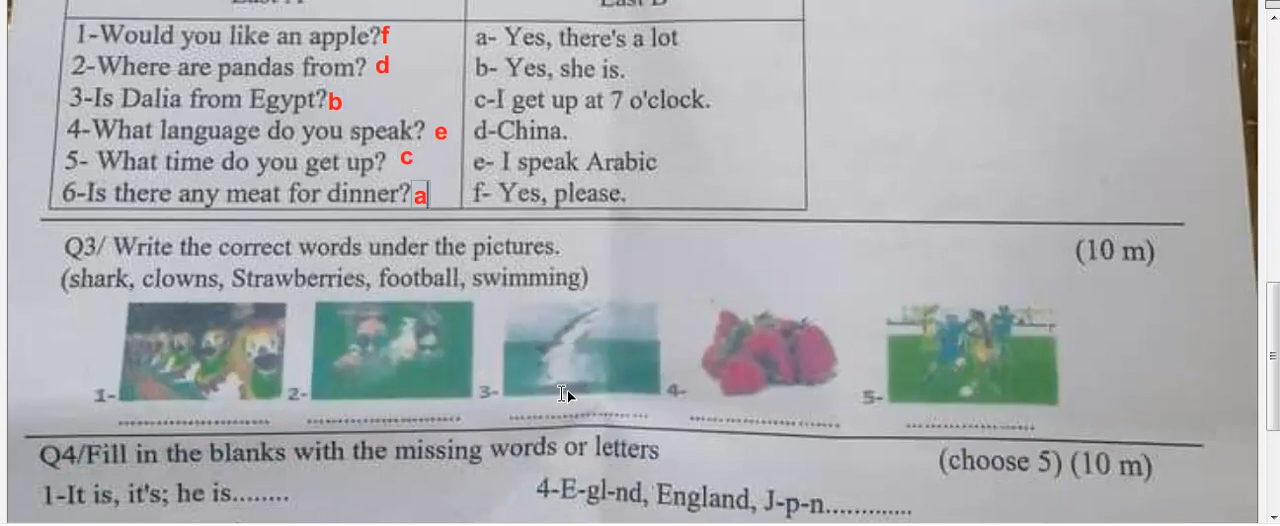 1-Would you like an apple?f
a- Yes, there's a lot
2-Where are pandas from? d
b- Yes, she is.
3-Is Dalia from Egypt?b
c-I get up at 7 o'clock.
4-What language do you speak? e
d-China.
5- What time do you get up? c
e- I speak Arabic
6-Is there any meat for dinner?a
f- Yes, please.
Q3/ Write the correct words under the pictures. (10 m)
(shark, clowns, Strawberries, football, swimming)
1- 2- 3- 4- 5-
Q4/Fill in the blanks with the missing words or letters (choose 5) (10 m)
1-It is, it's; he is........ 4-E-gl-nd, England, J-p-n.............